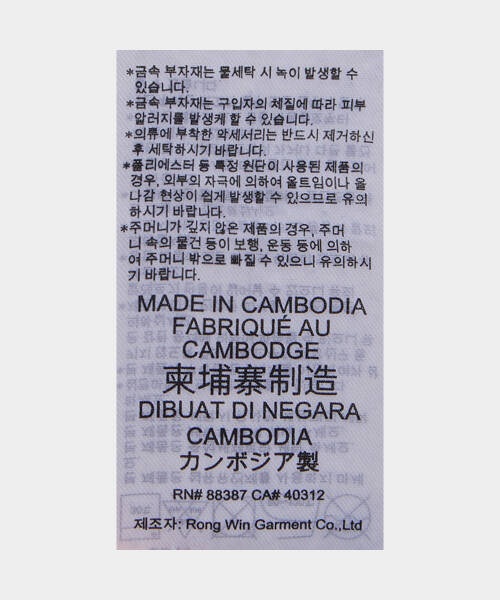 *금속 부자재는 물세탁 시 녹이 발생할 수
있습니다.
*금속 부자재는 구입자의 체질에 따라 피부
알러지를 발생케 할 수 있습니다.
*의류에 부착한 악세서리는 반드시 제거하신
후 세탁하시기 바랍니다.
*폴리에스터 등 특정 원단이 사용된 제품의
경우, 외부의 자극에 의하여 올트임이나 올
나감 현상이 쉽게 발생할 수 있으므로 유의
하시기 바랍니다.
*주머니가 깊지 않은 제품의 경우, 주머
니 속의 물건 등이 보행, 운동 등에 의하
여 주머니 밖으로 빠질 수 있으니 유의하시
기 바랍니다.
MADE IN CAMBODIA
FABRIQUÉ AU
CAMBODGE
柬埔寨制造
DIBUAT DI NEGARA
CAMBODIA
カンボジア製
RN# 88387 CA# 40312
제조자: Rong Win Garment Co.,Ltd